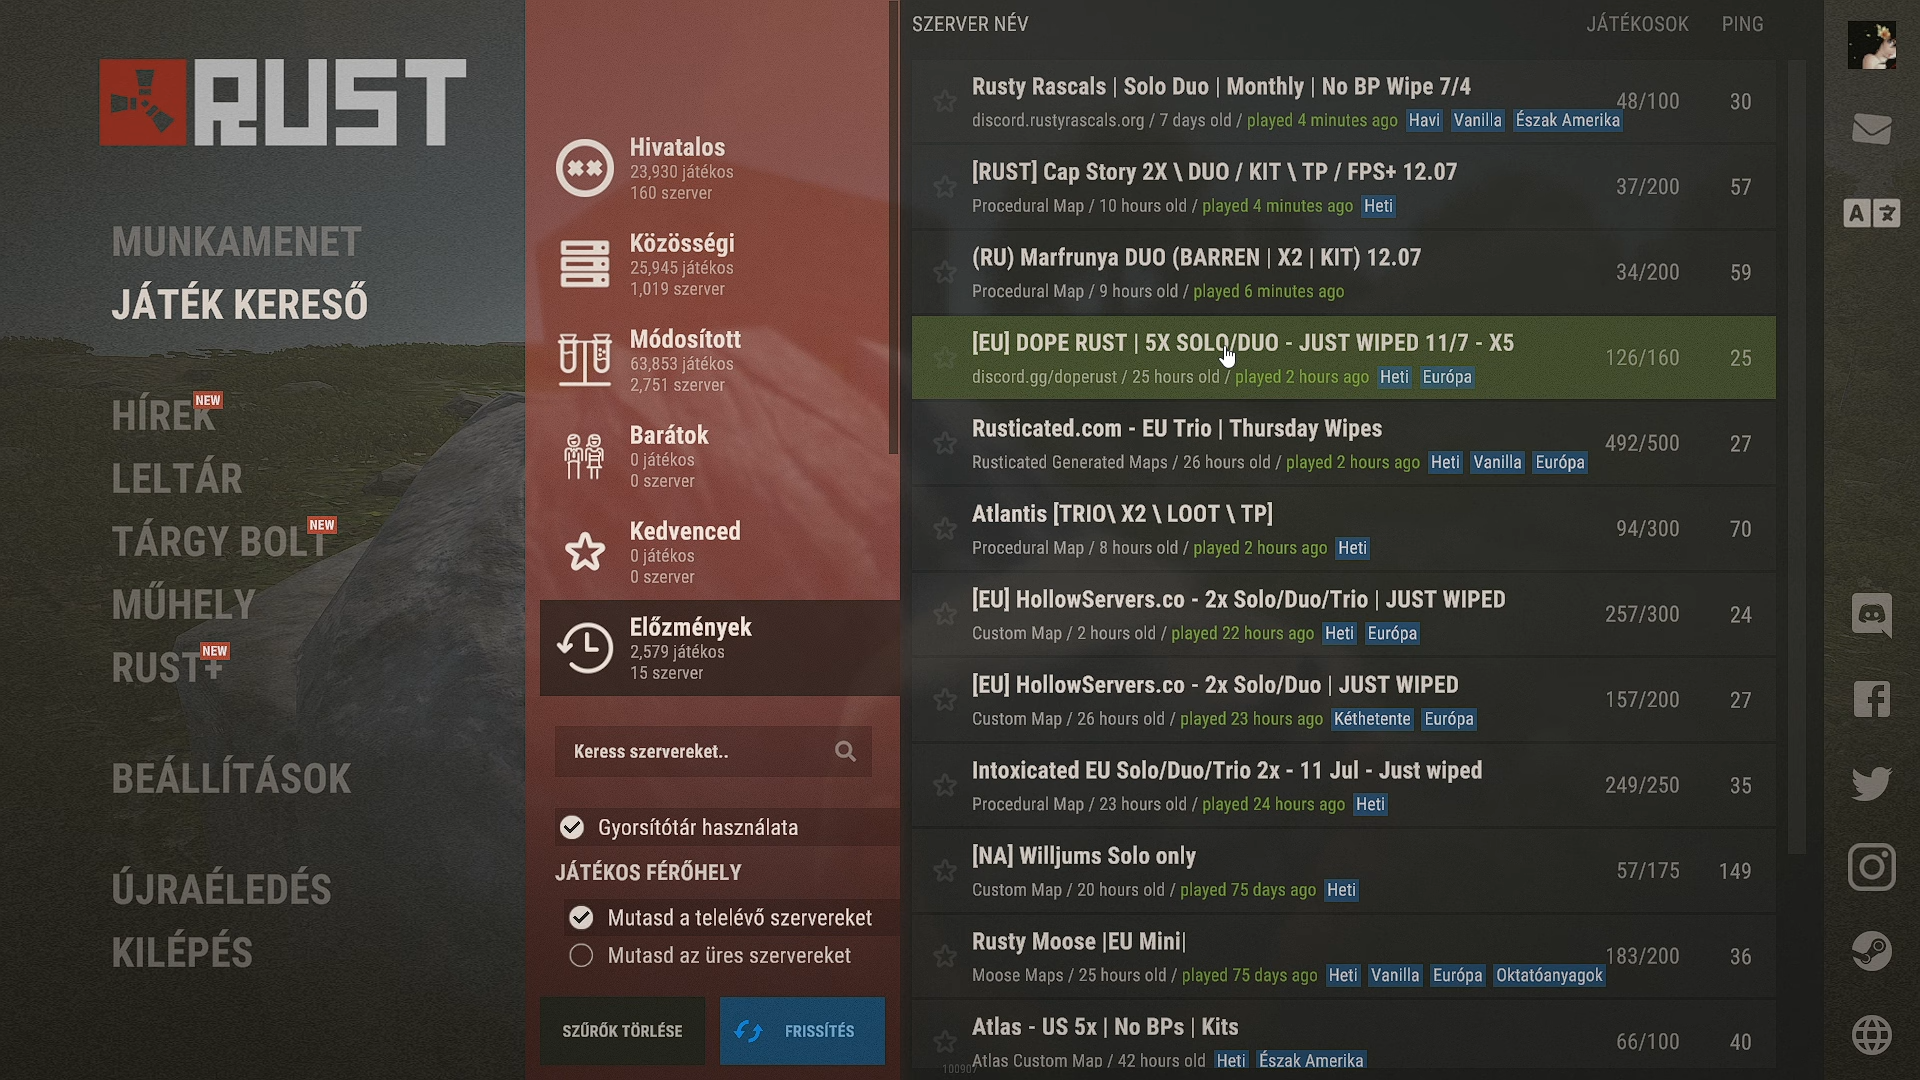 RUST
MUNKAMENET
JÁTÉK KERESŐ
HÍREK NEW
LELTÁR
TÁRGY BOLT NEW
MŰHELY
RUST+ NEW
BEÁLLÍTÁSOK
ÚJRAÉLEDÉS
KILÉPÉS
Hivatalos
23,930 játékos
160 szerver
Közösségi
25,945 játékos
1,019 szerver
Módosított
63,853 játékos
2,751 szerver
Barátok
0 játékos
0 szerver
Kedvenced
0 játékos
0 szerver
Előzmények
2,579 játékos
15 szerver
Keress szervereket..
Gyorsítótár használata
JÁTÉKOS FÉRŐHELY
Mutasd a telelévő szervereket
Mutasd az üres szervereket
SZŰRŐK TÖRLÉSE FRISSÍTÉS
SZERVER NÉV JÁTÉKOSOK PING
Rusty Rascals | Solo Duo | Monthly | No BP Wipe 7/4 48/100 30
discord.rustyrascals.org / 7 days old / played 4 minutes ago Havi Vanilla Észak Amerika
[RUST] Cap Story 2X \ DUO / KIT \ TP / FPS+ 12.07 37/200 57
Procedural Map / 10 hours old / played 4 minutes ago Heti
(RU) Marfrunya DUO (BARREN | X2 | KIT) 12.07 34/200 59
Procedural Map / 9 hours old / played 6 minutes ago
[EU] DOPE RUST | 5X SOLO/DUO - JUST WIPED 11/7 - X5 126/160 25
discord.gg/doperust / 25 hours old / played 2 hours ago Heti Európa
Rusticated.com - EU Trio | Thursday Wipes 492/500 27
Rusticated Generated Maps / 26 hours old / played 2 hours ago Heti Vanilla Európa
Atlantis [TRIO\ X2 \ LOOT \ TP] 94/300 70
Procedural Map / 8 hours old / played 2 hours ago Heti
[EU] HollowServers.co - 2x Solo/Duo/Trio | JUST WIPED 257/300 24
Custom Map / 2 hours old / played 22 hours ago Heti Európa
[EU] HollowServers.co - 2x Solo/Duo | JUST WIPED 157/200 27
Custom Map / 26 hours old / played 23 hours ago Kéthetente Európa
Intoxicated EU Solo/Duo/Trio 2x - 11 Jul - Just wiped 249/250 35
Procedural Map / 23 hours old / played 24 hours ago Heti
[NA] Willjums Solo only 57/175 149
Custom Map / 20 hours old / played 75 days ago Heti
Rusty Moose |EU Mini| 183/200 36
Moose Maps / 25 hours old / played 75 days ago Heti Vanilla Európa Oktatóanyagok
Atlas - US 5x | No BPs | Kits 66/100 40
Atlas Custom Map / 42 hours old Heti Észak Amerika